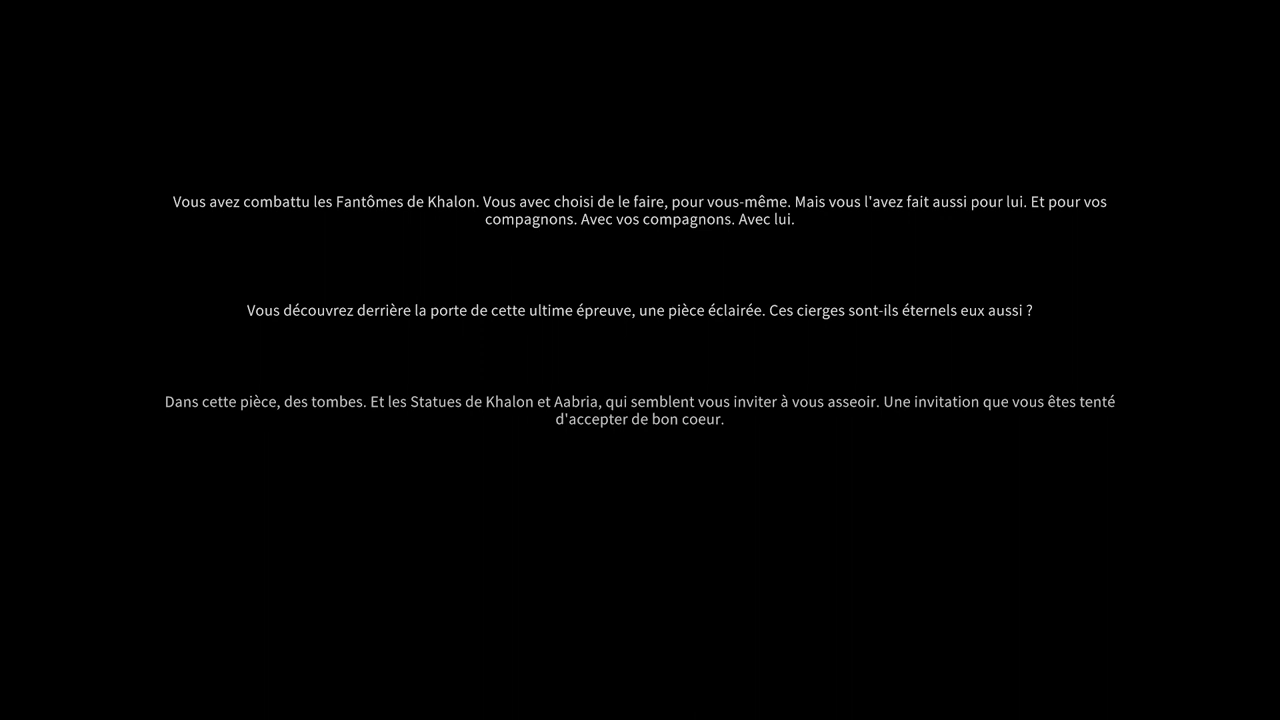 Vous avez combattu les Fantômes de Khalon. Vous avec choisi de le faire, pour vous-même. Mais vous l'avez fait aussi pour lui. Et pour vos
compagnons. Avec vos compagnons. Avec lui.
Vous découvrez derrière la porte de cette ultime épreuve, une pièce éclairée. Ces cierges sont-ils éternels eux aussi ?
Dans cette pièce, des tombes. Et les Statues de Khalon et Aabria, qui semblent vous inviter à vous asseoir. Une invitation que vous êtes tenté
d'accepter de bon coeur.